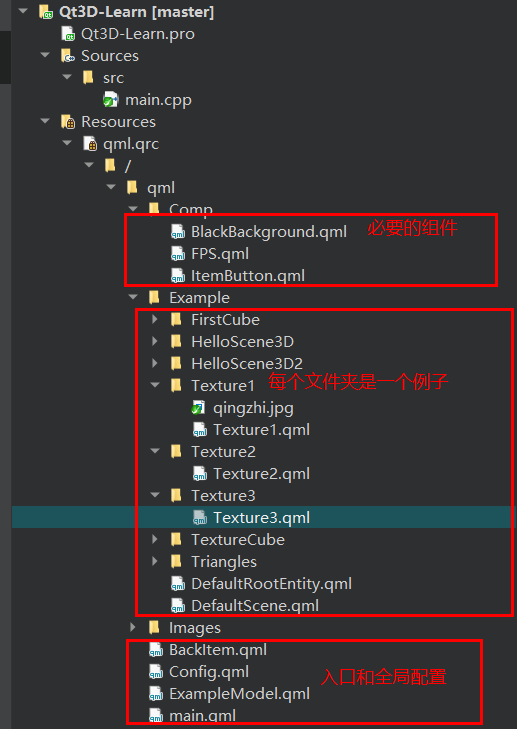 Qt3D-Learn [master]
Qt3D-Learn.pro
Sources
src
main.cpp
Resources
qml.qrc
/
qml
Comp
BlackBackground.qml 必要的组件
FPS.qml
ItemButton.qml
Example
FirstCube
HelloScene3D
HelloScene3D2
Texture1 每个文件夹是一个例子
qingzhi.jpg
Texture1.qml
Texture2
Texture2.qml
Texture3
Texture3.qml
TextureCube
Triangles
DefaultRootEntity.qml
DefaultScene.qml
Images
BackItem.qml
Config.qml 入口和全局配置
ExampleModel.qml
main.qml